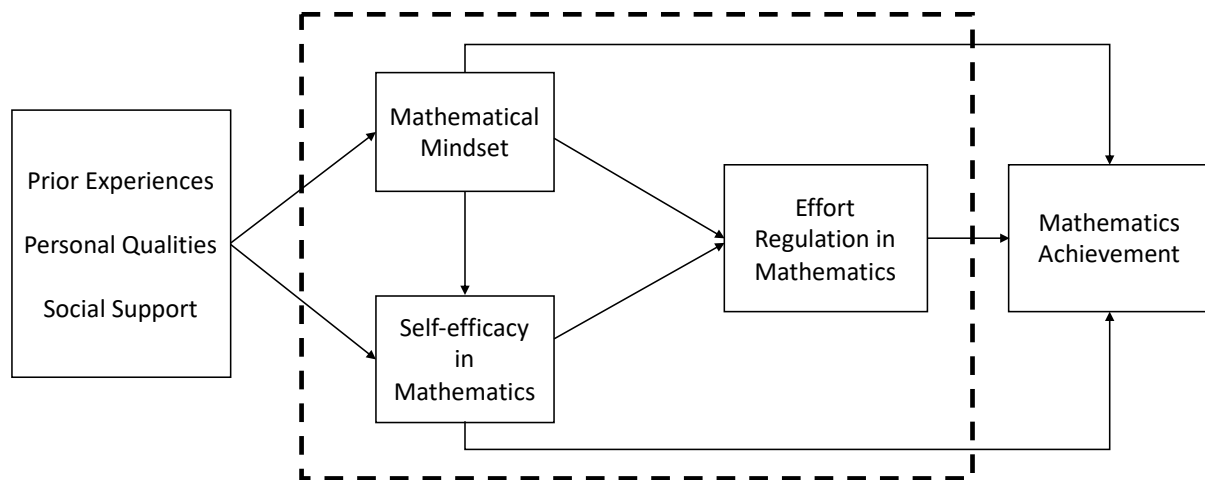 Prior Experiences
Personal Qualities
Social Support
Mathematical
Mindset
Self-efficacy
in
Mathematics
Effort
Regulation in
Mathematics
Mathematics
Achievement